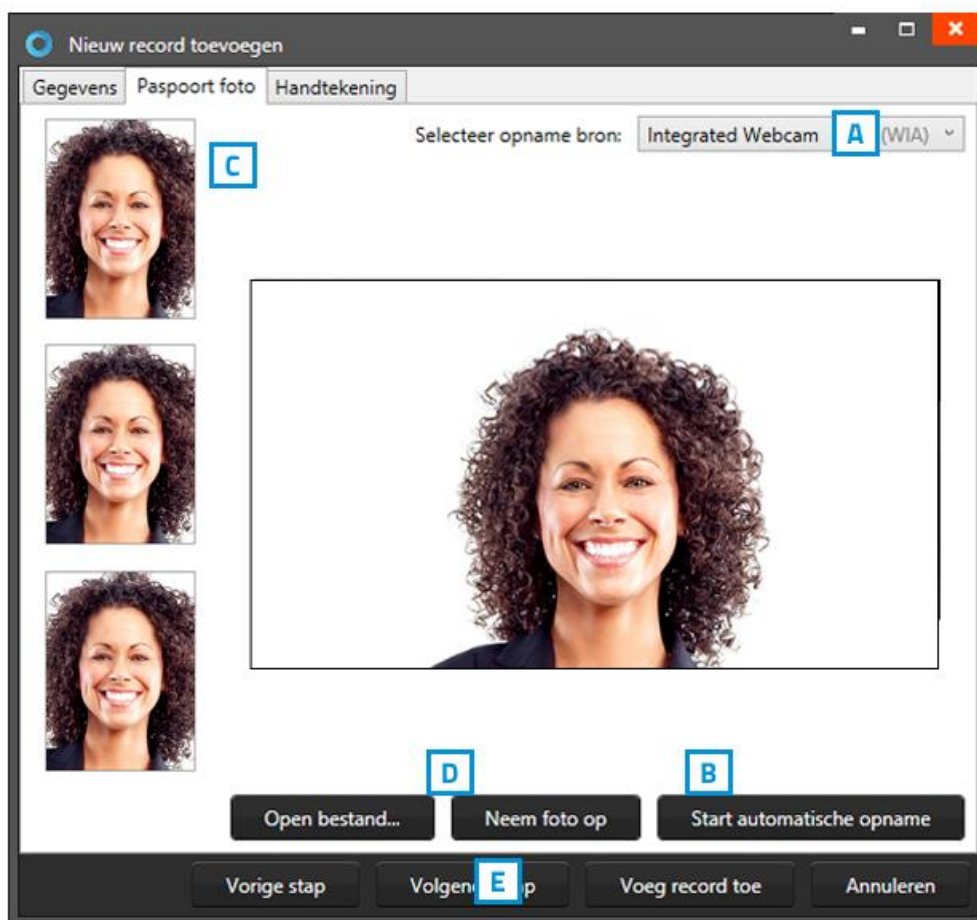 Nieuw record toevoegen
Gegevens Paspoort foto Handtekening
Selecteer opname bron: Integrated Webcam A (WIA)
C
D B
Open bestand... Neem foto op Start automatische opname
Vorige stap Volgen E p Voeg record toe Annuleren